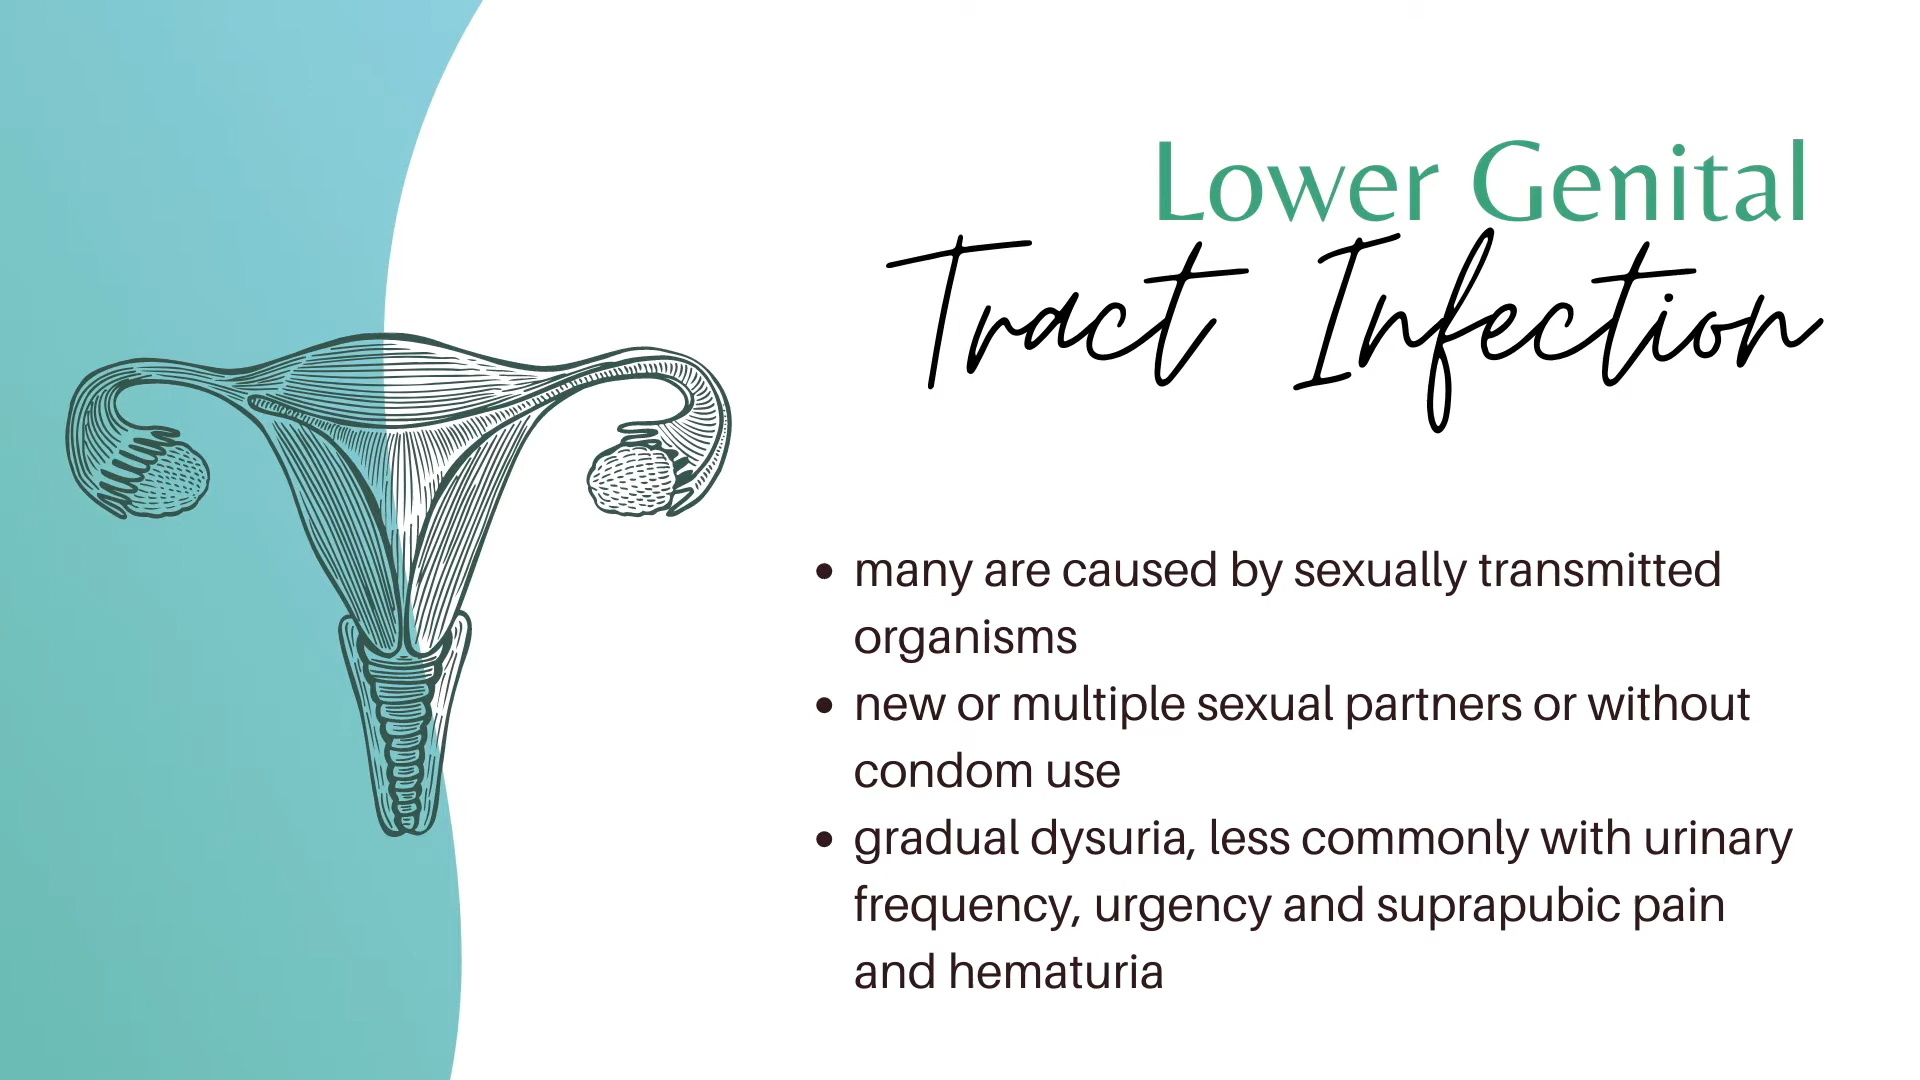 Lower Genital
Tract Infection
• many are caused by sexually transmitted
organisms
• new or multiple sexual partners or without
condom use
• gradual dysuria, less commonly with urinary
frequency, urgency and suprapubic pain
and hematuria